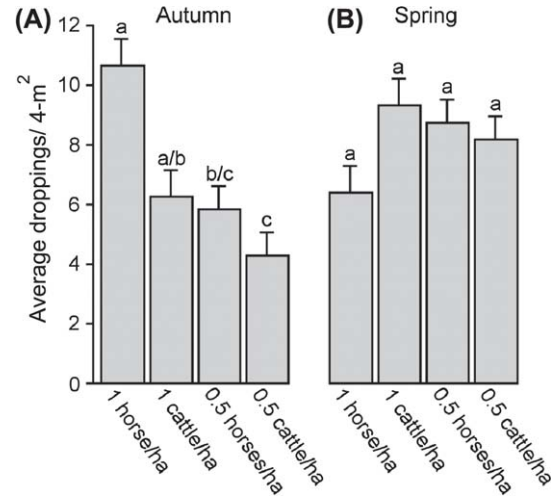 (A) Autumn
(B) Spring
Average droppings/ 4-m²
12
10
8
6
4
2
0
a
a/b
b/c
c
a
a
a
a
1 horse/ha
1 cattle/ha
0.5 horses/ha
0.5 cattle/ha
1 horse/ha
1 cattle/ha
0.5 horses/ha
0.5 cattle/ha